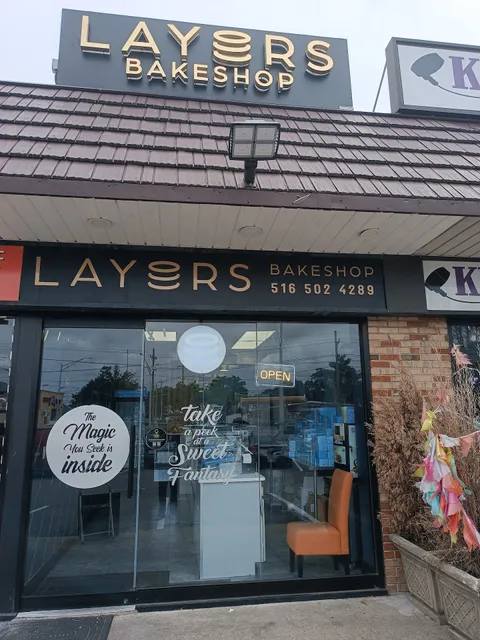 LAYERS
BAKESHOP
K
LAYERS
BAKESHOP
516 502 4289
K
OPEN
The
Magic
You Seek is
inside
take
a peek
at a
Sweet
Fantasy